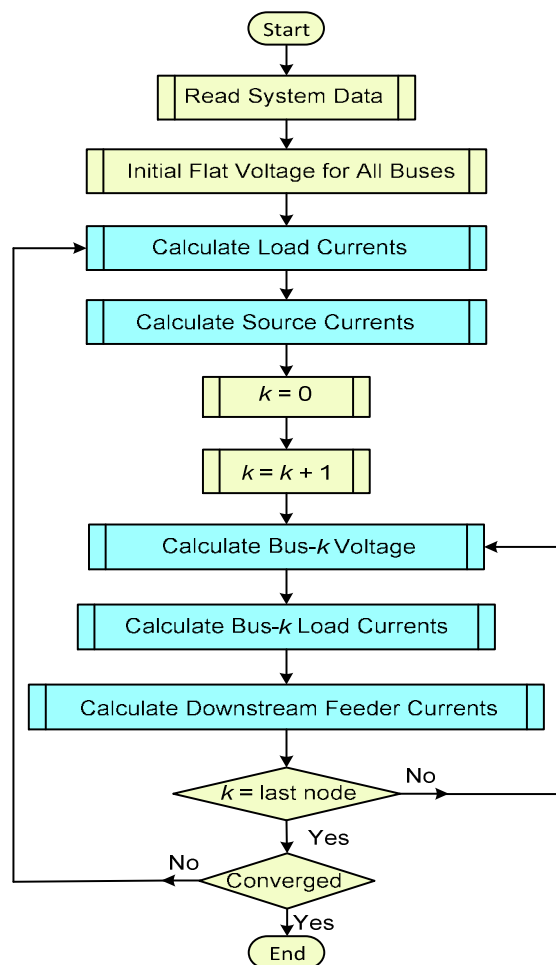 Start
Read System Data
Initial Flat Voltage for All Buses
Calculate Load Currents
Calculate Source Currents
k = 0
k = k + 1
Calculate Bus-k Voltage
Calculate Bus-k Load Currents
Calculate Downstream Feeder Currents
k = last node
No
Yes
No
Converged
Yes
End